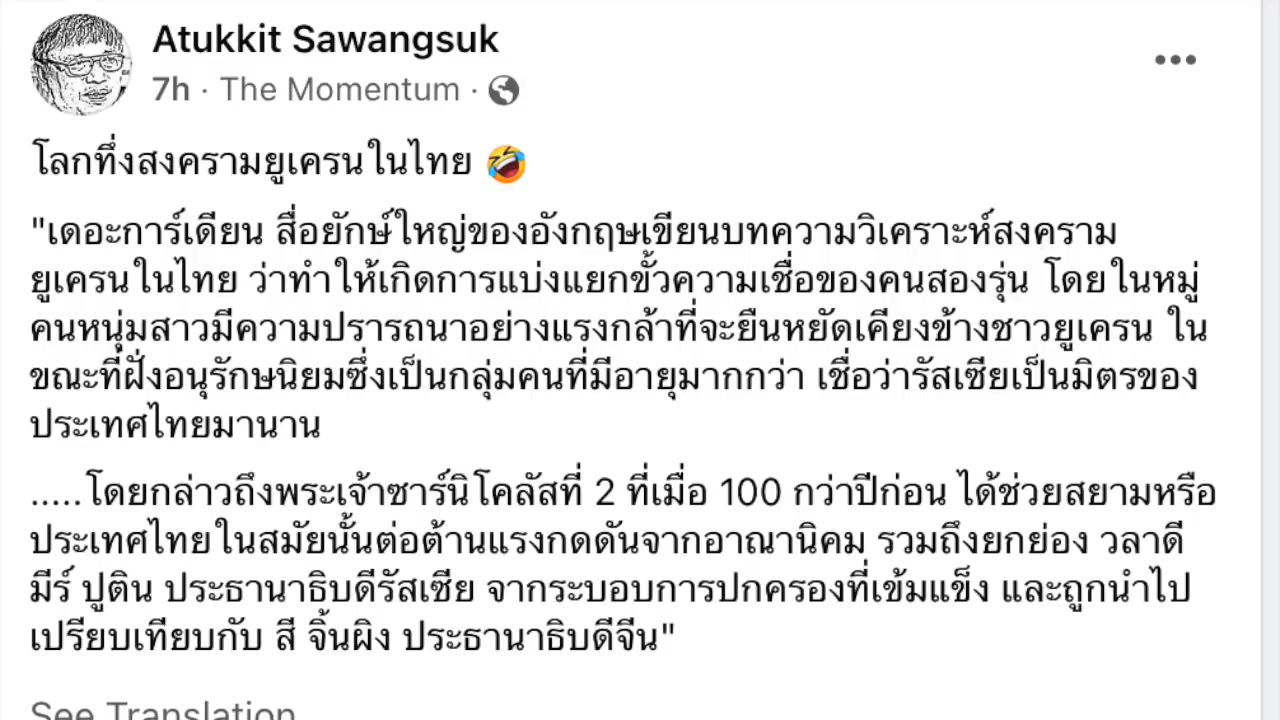 Atukkit Sawangsuk
7h · The Momentum ·
โลกทึ่งสงครามยูเครนในไทย 🤣
"เดอะการ์เดียน สื่อยักษ์ใหญ่ของอังกฤษเขียนบทความวิเคราะห์สงคราม
ยูเครนในไทย ว่าทำให้เกิดการแบ่งแยกขั้วความเชื่อของคนสองรุ่น โดยในหมู่
คนหนุ่มสาวมีความปรารถนาอย่างแรงกล้าที่จะยืนหยัดเคียงข้างชาวยูเครน ใน
ขณะที่ฝั่งอนุรักษนิยมซึ่งเป็นกลุ่มคนที่มีอายุมากกว่า เชื่อว่ารัสเซียเป็นมิตรของ
ประเทศไทยมานาน
.....โดยกล่าวถึงพระเจ้าซาร์นิโคลัสที่ 2 ที่เมื่อ 100 กว่าปีก่อน ได้ช่วยสยามหรือ
ประเทศไทยในสมัยนั้นต่อต้านแรงกดดันจากอาณานิคม รวมถึงยกย่อง วลาดี
มีร์ ปูติน ประธานาธิบดีรัสเซีย จากระบอบการปกครองที่เข้มแข็ง และถูกนำไป
เปรียบเทียบกับ สี จิ้นผิง ประธานาธิบดีจีน"
See Translation